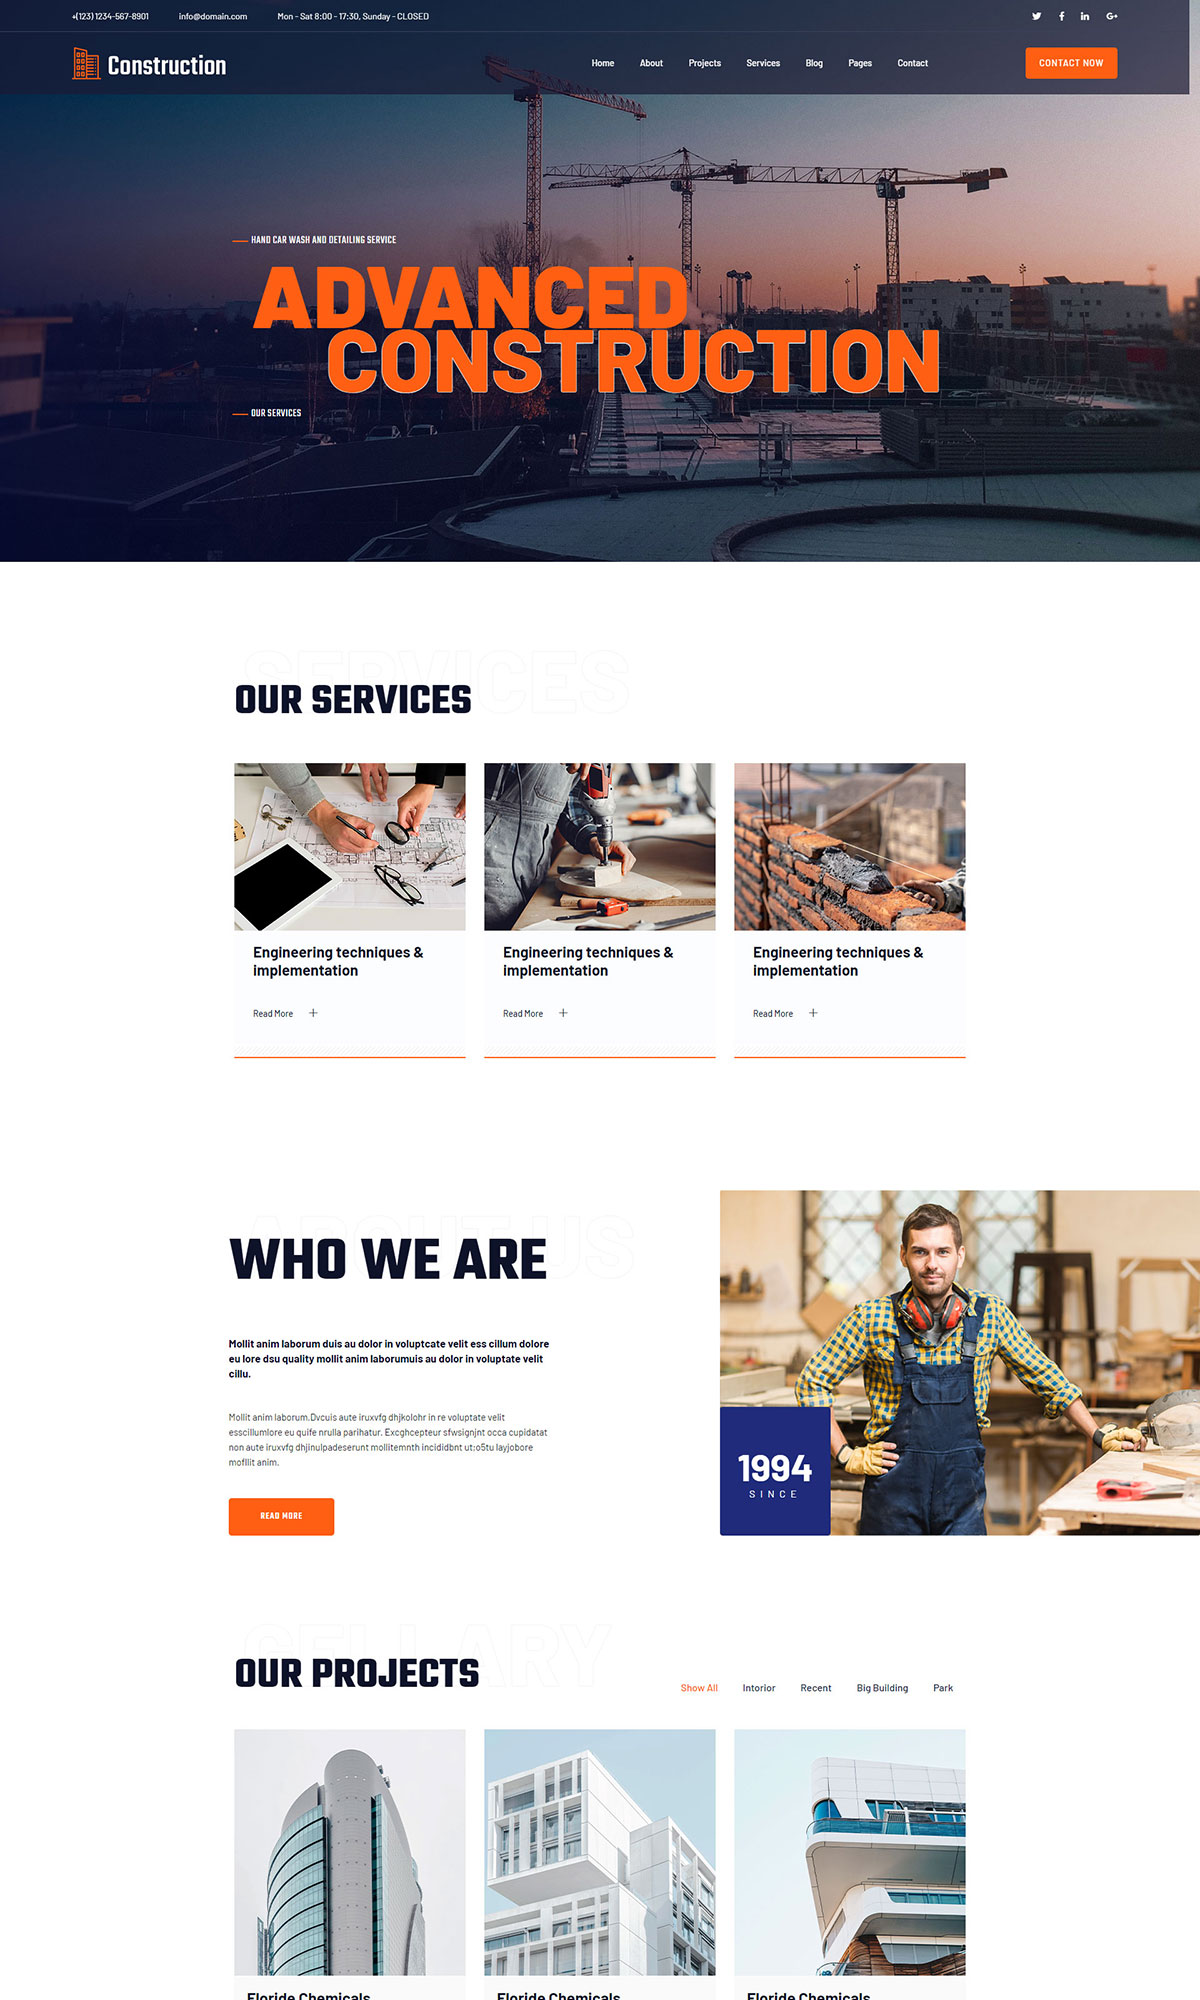 +(123) 1234-567-8901 info@domain.com Mon - Sat 8:00 - 17:30, Sunday - CLOSED
Construction
Home About Projects Services Blog Pages Contact
CONTACT NOW
HAND CAR WASH AND DETAILING SERVICE
ADVANCED
CONSTRUCTION
OUR SERVICES
SERVICES
OUR SERVICES
Engineering techniques &
implementation
Read More
Engineering techniques &
implementation
Read More
Engineering techniques &
implementation
Read More
ABOUT US
WHO WE ARE
Mollit anim laborum duis au dolor in voluptcate velit ess cillum dolore
eu lore dsu quality mollit anim laborumuis au dolor in voluptate velit
cillu.
Mollit anim laborum.Dvcuis aute iruxvfg dhjkolohr in re voluptate velit
esscillumlore eu quife nrulla parihatur. Excghcepteur sfwsignjnt occa cupidatat
non aute iruxvfg dhjinulpadeserunt mollitemnth incididbnt ut;o5tu layjobore
mofllit anim.
READ MORE
1994
SINCE
GELLARY
OUR PROJECTS
Show All Intorior Recent Big Building Park
Floride Chemicals
Floride Chemicals
Floride Chemicals